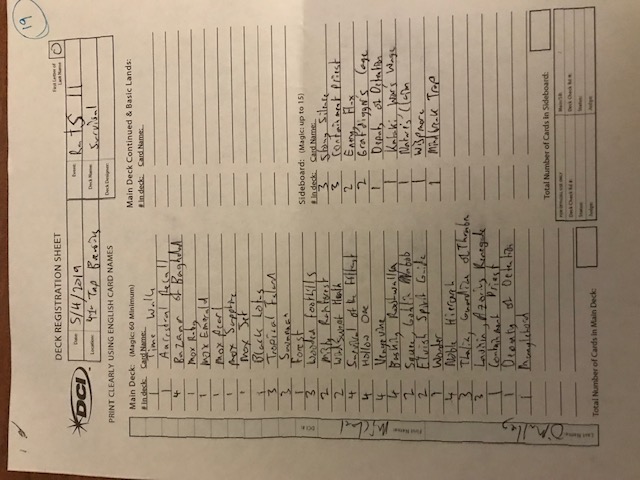 19
DECK REGISTRATION SHEET
First Letter of Last Name
O
DCI
Date: 5/4/2019
Event:
Location: 41st Tap Brewing
Deck Name: Survival
Deck Designer:
PRINT CLEARLY USING ENGLISH CARD NAMES
Main Deck: (Magic: 60 Minimum)
# in deck: Card Name:
1 Time Walk
1 Ancestral Recall
4 Bazaar of Baghdad
1 Mox Ruby
1 Mox Emerald
1 Mox Pearl
1 Mox Sapphire
1 Mox Jet
1 Black Lotus
3 Tropical Island
3 Savannah
1 Forest
3 Wooded Foothills
2 Misty Rainforest
2 Windswept Heath
4 Survival of the Fittest
4 Hollow One
4 Vengevine
4 Basking Rootwalla
2 Squee, Goblin Nabob
2 Elvish Spirit Guide
1 Wonder
4 Noble Hierarch
3 Thalia, Guardian of Thraben
3 Lavinia, Azorius Renegade
1 Containment Priest
1 Deputy of Detention
1
Total Number of Cards in Main Deck:
Main Deck Continued & Basic Lands:
# in deck: Card Name:
Sideboard: (Magic: up to 15)
# in deck: Card Name:
3 Stony Silence
3 Containment Priest
2 Energy Flux
2 Grafdigger's Cage
1 Deputy of Detention
1 Kataki War's Wage
1 Nature's Claim
1 Wispmare
1 Mindbreak Trap
Total Number of Cards in Sideboard:
FOR OFFICIAL USE ONLY
Main/SB:
Deck Check Rd #:
Deck Check Rd #:
Status:
Status:
Judge:
Judge:
DCI #:
First Name: Michael
Last Name: O'Malley